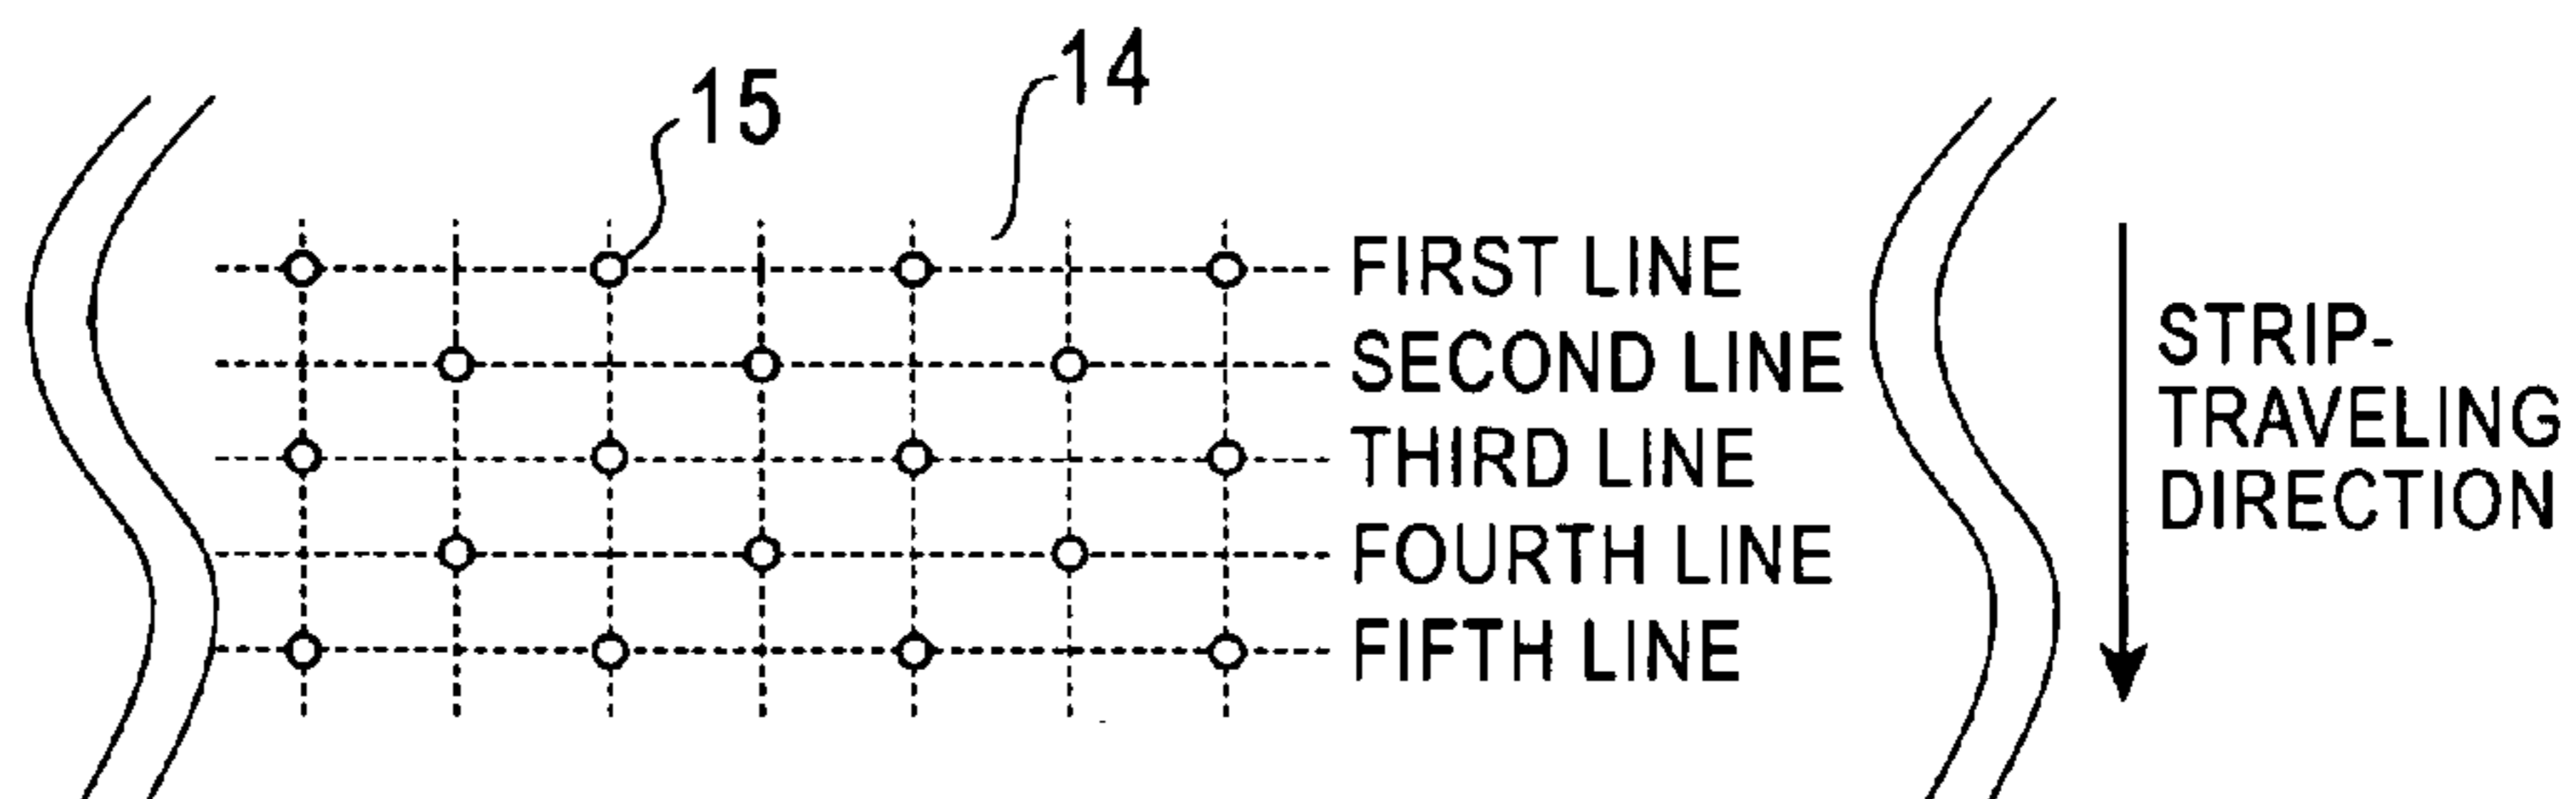 15
14
FIRST LINE
SECOND LINE
THIRD LINE
FOURTH LINE
FIFTH LINE
STRIP-
TRAVELING
DIRECTION